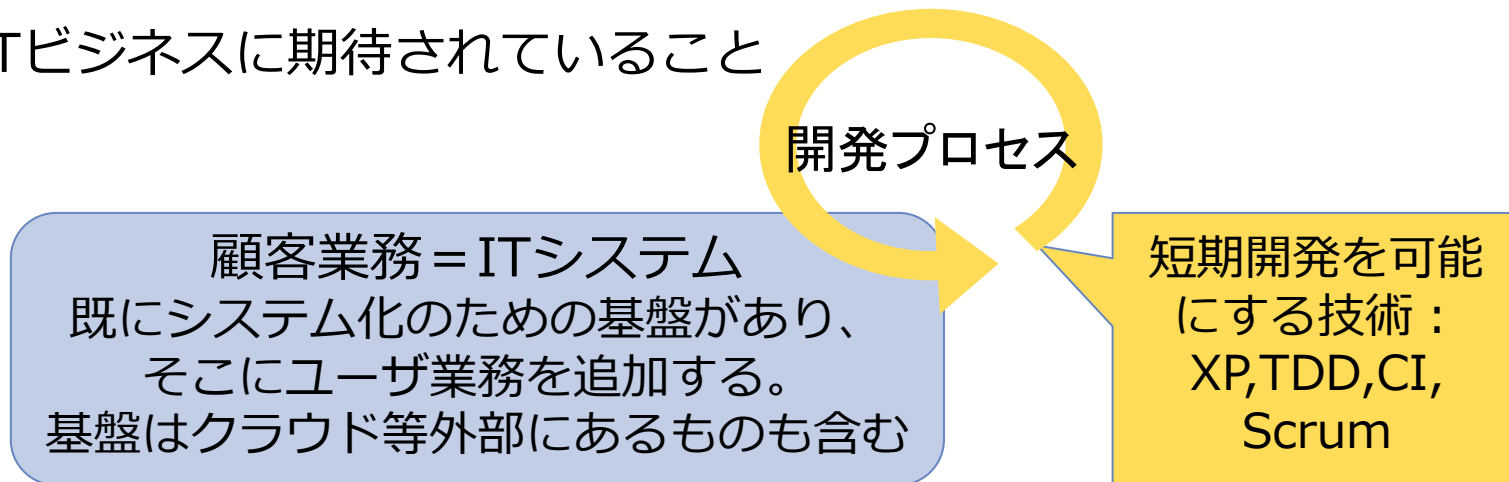 Tビジネスに期待されていること
開発プロセス
顧客業務＝ITシステム
既にシステム化のための基盤があり、
そこにユーザ業務を追加する。
基盤はクラウド等外部にあるものも含む
短期開発を可能
にする技術：
XP,TDD,CI,
Scrum